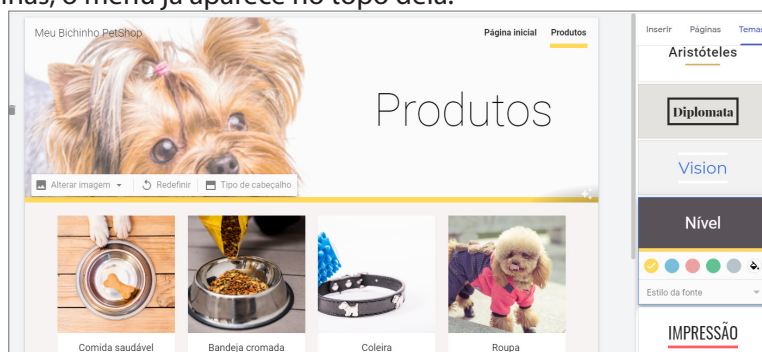 o menu já aparece no topo dela.
Meu Bichinho PetShop
Página inicial Produtos
Produtos
Alterar imagem Redefinir Tipo de cabeçalho
Comida saudável Bandeja cromada Coleira Roupa
Inserir Páginas Temas
Aristóteles
Diplomata
Vision
Nível
Estilo da fonte
IMPRESSÃO